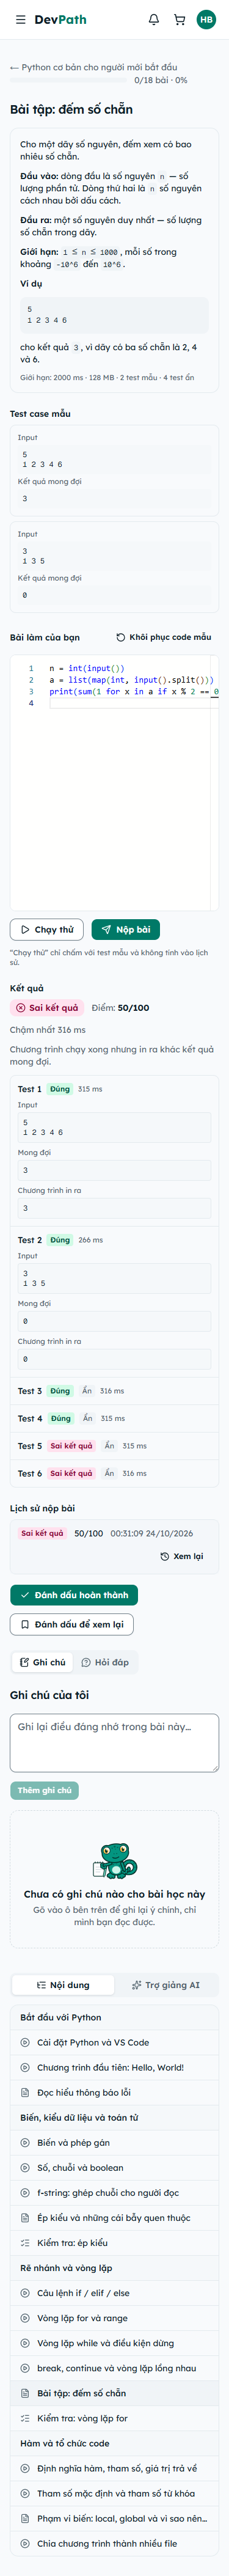 DevPath
HB
← Python cơ bản cho người mới bắt đầu
0/18 bài · 0%
Bài tập: đếm số chẵn
Cho một dãy số nguyên, đếm xem có bao
nhiêu số chẵn.
Đầu vào: dòng đầu là số nguyên n — số
lượng phần tử. Dòng thứ hai là n số nguyên
cách nhau bởi dấu cách.
Đầu ra: một số nguyên duy nhất — số lượng
số chẵn trong dãy.
Giới hạn: 1 ≤ n ≤ 1000, mỗi số trong
khoảng -10^6 đến 10^6.
Ví dụ
5
1 2 3 4 6
cho kết quả 3, vì dãy có ba số chẵn là 2, 4
và 6.
Giới hạn: 2000 ms · 128 MB · 2 test mẫu · 4 test ẩn
Test case mẫu
Input
5
1 2 3 4 6
Kết quả mong đợi
3
Input
3
1 3 5
Kết quả mong đợi
0
Bài làm của bạn
Khôi phục code mẫu
1 n = int(input())
2 a = list(map(int, input().split()))
3 print(sum(1 for x in a if x % 2 == 0
4
Chạy thử
Nộp bài
“Chạy thử” chỉ chấm với test mẫu và không tính vào lịch
sử.
Kết quả
Sai kết quả
Điểm: 50/100
Chậm nhất 316 ms
Chương trình chạy xong nhưng in ra khác kết quả
mong đợi.
Test 1 Đúng 315 ms
Input
5
1 2 3 4 6
Mong đợi
3
Chương trình in ra
3
Test 2 Đúng 266 ms
Input
3
1 3 5
Mong đợi
0
Chương trình in ra
0
Test 3 Đúng Ẩn 316 ms
Test 4 Đúng Ẩn 315 ms
Test 5 Sai kết quả Ẩn 315 ms
Test 6 Sai kết quả Ẩn 316 ms
Lịch sử nộp bài
Sai kết quả 50/100 00:31:09 24/10/2026
Xem lại
Đánh dấu hoàn thành
Đánh dấu để xem lại
Ghi chú
Hỏi đáp
Ghi chú của tôi
Ghi lại điều đáng nhớ trong bài này…
Thêm ghi chú
Chưa có ghi chú nào cho bài học này
Gõ vào ô bên trên để ghi lại ý chính, chỉ
mình bạn đọc được.
Nội dung
Trợ giảng AI
Bắt đầu với Python
Cài đặt Python và VS Code
Chương trình đầu tiên: Hello, World!
Đọc hiểu thông báo lỗi
Biến, kiểu dữ liệu và toán tử
Biến và phép gán
Số, chuỗi và boolean
f-string: ghép chuỗi cho người đọc
Ép kiểu và những cái bẫy quen thuộc
Kiểm tra: ép kiểu
Rẽ nhánh và vòng lặp
Câu lệnh if / elif / else
Vòng lặp for và range
Vòng lặp while và điều kiện dừng
break, continue và vòng lặp lồng nhau
Bài tập: đếm số chẵn
Kiểm tra: vòng lặp for
Hàm và tổ chức code
Định nghĩa hàm, tham số, giá trị trả về
Tham số mặc định và tham số từ khóa
Phạm vi biến: local, global và vì sao nên…
Chia chương trình thành nhiều file